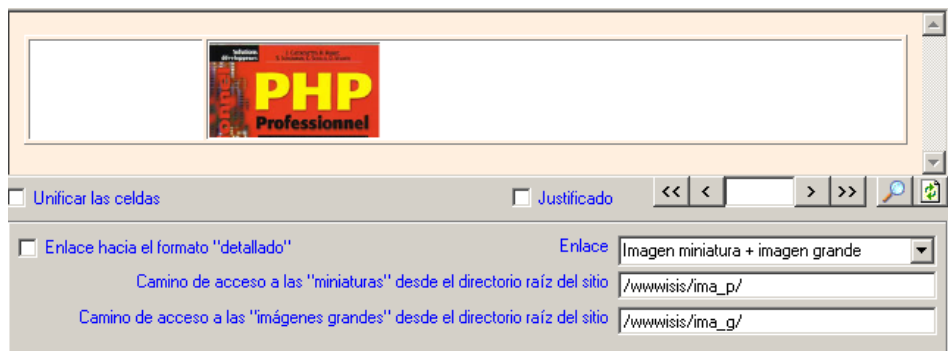 Solutions
développeurs
PHP
Professionnel
Unificar las celdas
Justificado
<< < > >>
Enlace hacia el formato "detallado"
Enlace
Imagen miniatura + imagen grande
Camino de acceso a las "miniaturas" desde el directorio raíz del sitio
/wwwisis/ima_p/
Camino de acceso a las "imágenes grandes" desde el directorio raíz del sitio
/wwwisis/ima_g/